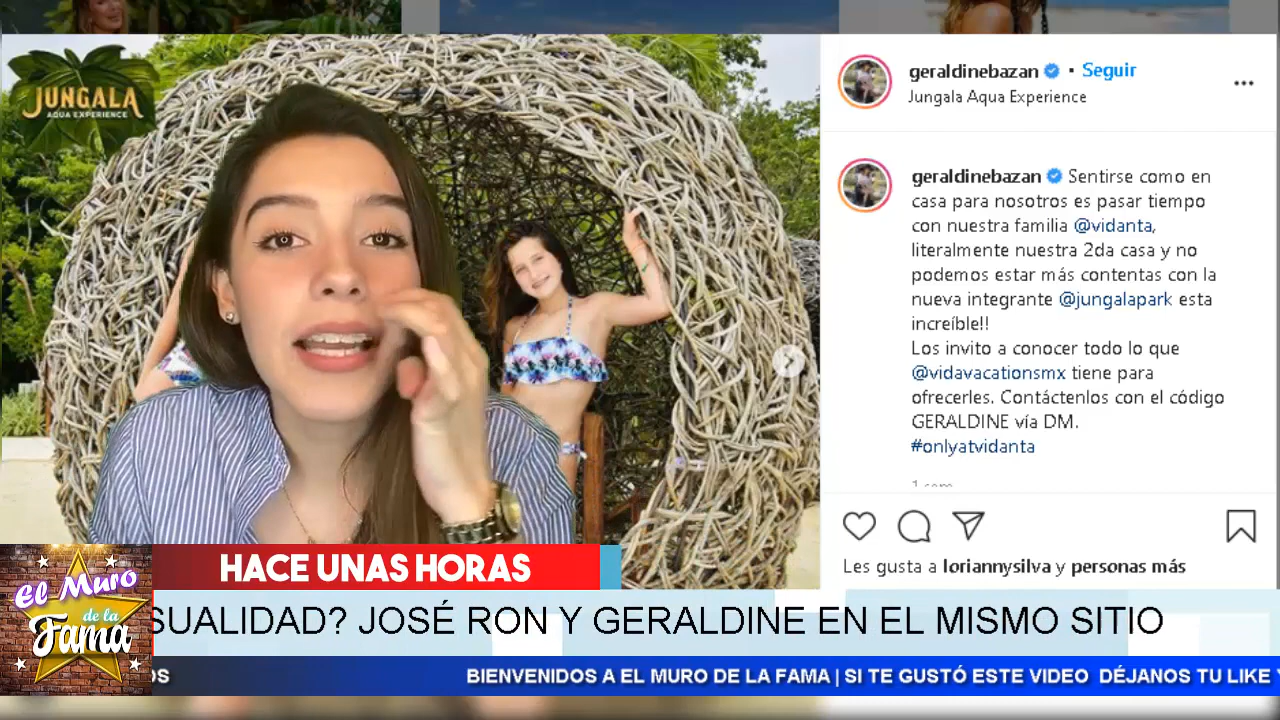 JUNGALA
AQUA EXPERIENCE
geraldinebazan • Seguir
Jungala Aqua Experience
geraldinebazan Sentirse como en
casa para nosotros es pasar tiempo
con nuestra familia @vidanta,
literalmente nuestra 2da casa y no
podemos estar más contentas con la
nueva integrante @jungalapark esta
increíble!!
Los invito a conocer todo lo que
@vidavacationsmx tiene para
ofrecerles. Contáctenlos con el código
GERALDINE vía DM.
#onlyatvidanta
Les gusta a loriannysilva y personas más
HACE UNAS HORAS
El Muro
de la
Fama
SUALIDAD? JOSÉ RON Y GERALDINE EN EL MISMO SITIO
OS BIENVENIDOS A EL MURO DE LA FAMA | SI TE GUSTÓ ESTE VIDEO DÉJANOS TU LIKE Y